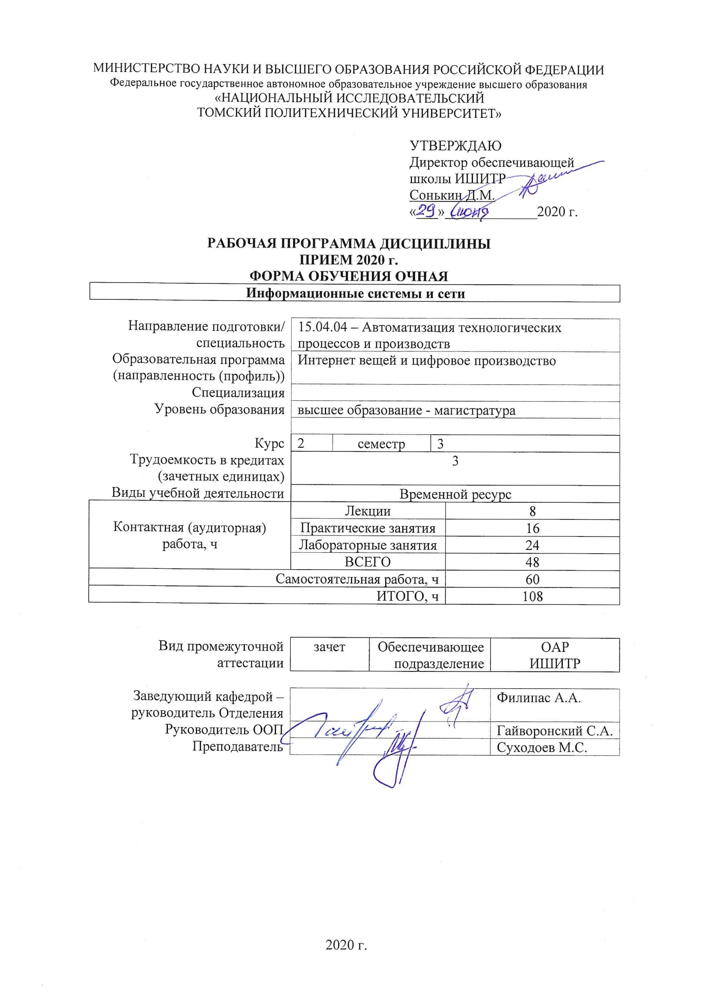 МИНИСТЕРСТВО НАУКИ И ВЫСШЕГО ОБРАЗОВАНИЯ РОССИЙСКОЙ ФЕДЕРАЦИИ
Федеральное государственное автономное образовательное учреждение высшего образования
«НАЦИОНАЛЬНЫЙ ИССЛЕДОВАТЕЛЬСКИЙ
ТОМСКИЙ ПОЛИТЕХНИЧЕСКИЙ УНИВЕРСИТЕТ»
УТВЕРЖДАЮ
Директор обеспечивающей
школы ИШИТР
Сонькин Д.М.
«29» июня 2020 г.
РАБОЧАЯ ПРОГРАММА ДИСЦИПЛИНЫ
ПРИЕМ 2020 г.
ФОРМА ОБУЧЕНИЯ ОЧНАЯ
Информационные системы и сети
Направление подготовки/ 15.04.04 – Автоматизация технологических
специальность процессов и производств
Образовательная программа Интернет вещей и цифровое производство
(направленность (профиль))
Специализация
Уровень образования высшее образование - магистратура
Курс 2 семестр 3
Трудоемкость в кредитах 3
(зачетных единицах)
Виды учебной деятельности Временной ресурс
Лекции 8
Контактная (аудиторная) Практические занятия 16
работа, ч Лабораторные занятия 24
ВСЕГО 48
Самостоятельная работа, ч 60
ИТОГО, ч 108
Вид промежуточной зачет Обеспечивающее ОАР
аттестации подразделение ИШИТР
Заведующий кафедрой – Филипас А.А.
руководитель Отделения
Руководитель ООП Гайворонский С.А.
Преподаватель Суходоев М.С.
2020 г.